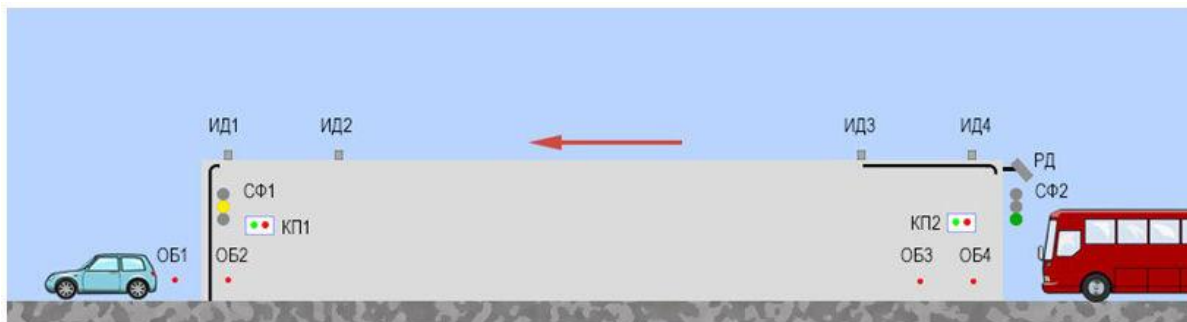 ИД1
ИД2
ИД3
ИД4
РД
СФ1
СФ2
КП1
КП2
ОБ1
ОБ2
ОБ3
ОБ4